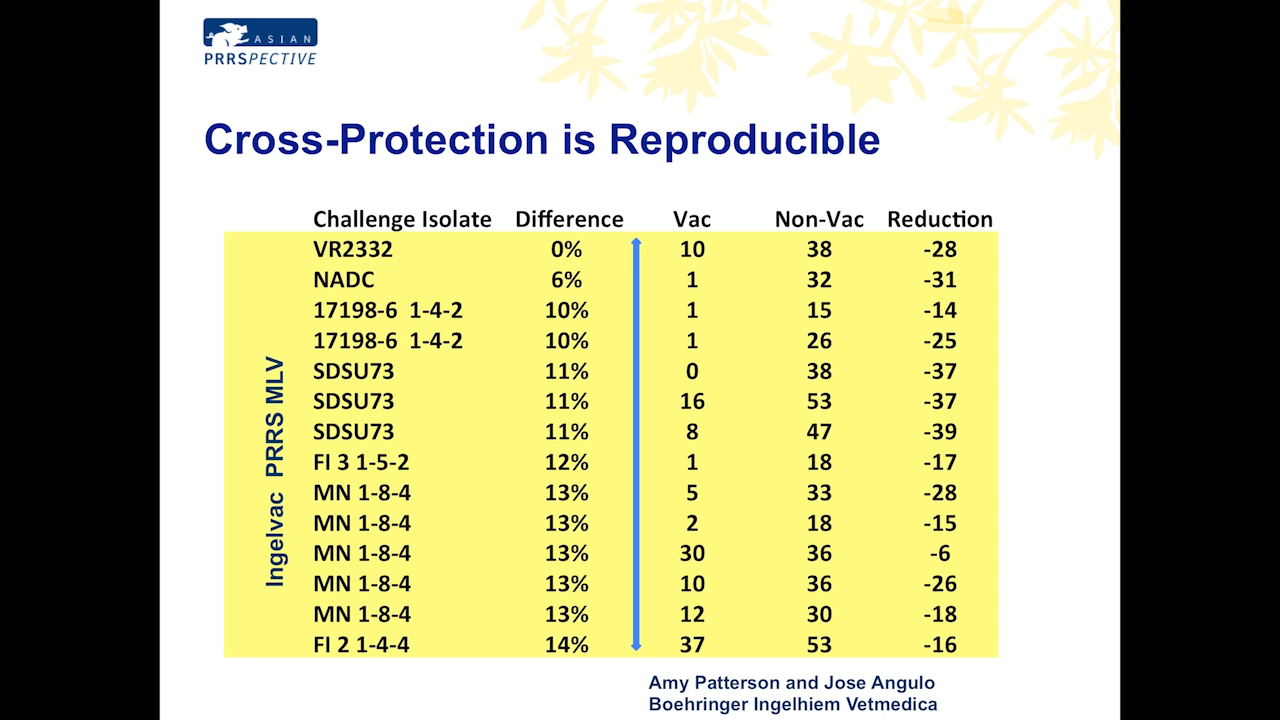 ASIAN
PRRSPECTIVE
Cross-Protection is Reproducible
Challenge Isolate Difference Vac Non-Vac Reduction
VR2332 0% 10 38 -28
NADC 6% 1 32 -31
17198-6 1-4-2 10% 1 15 -14
17198-6 1-4-2 10% 1 26 -25
SDSU73 11% 0 38 -37
SDSU73 11% 16 53 -37
SDSU73 11% 8 47 -39
FI 3 1-5-2 12% 1 18 -17
MN 1-8-4 13% 5 33 -28
MN 1-8-4 13% 2 18 -15
MN 1-8-4 13% 30 36 -6
MN 1-8-4 13% 10 36 -26
MN 1-8-4 13% 12 30 -18
FI 2 1-4-4 14% 37 53 -16
Ingelvac PRRS MLV
Amy Patterson and Jose Angulo
Boehringer Ingelhiem Vetmedica